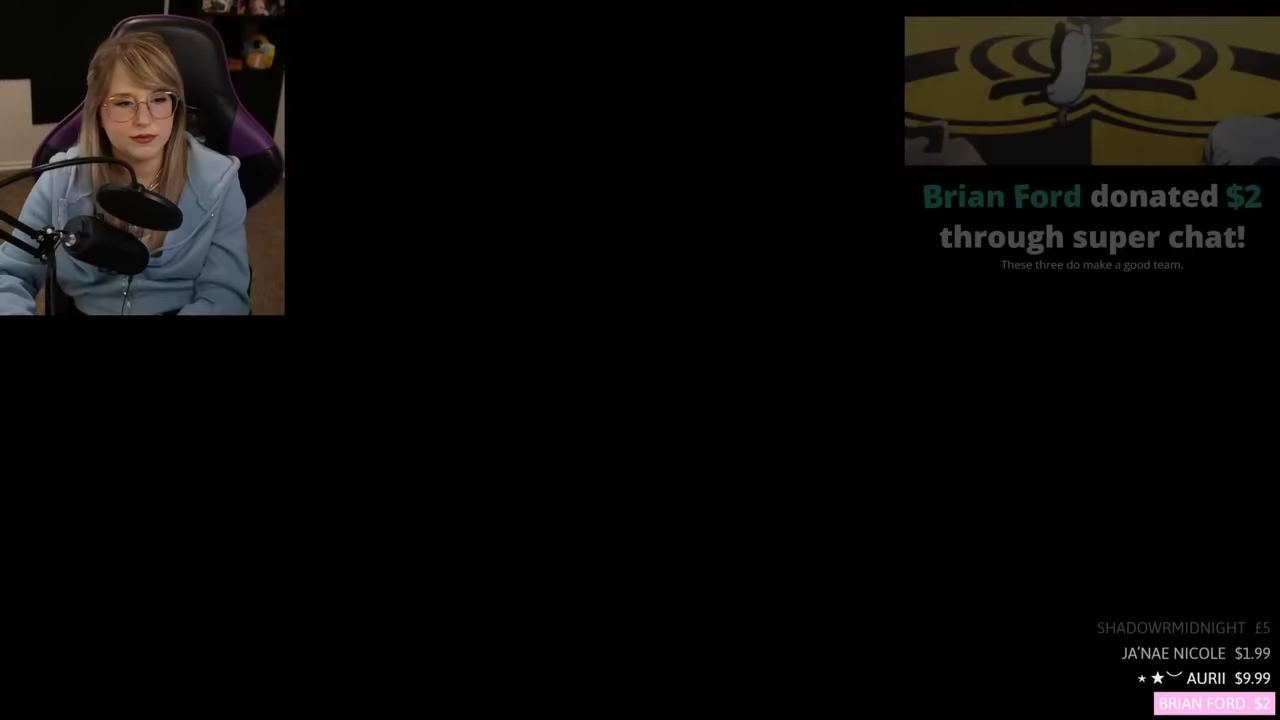 Brian Ford donated $2
through super chat!
These three do make a good team.
SHADOWRMIDNIGHT £5
JA'NAE NICOLE $1.99
⋆ ★︶ AURII $9.99
BRIAN FORD $2